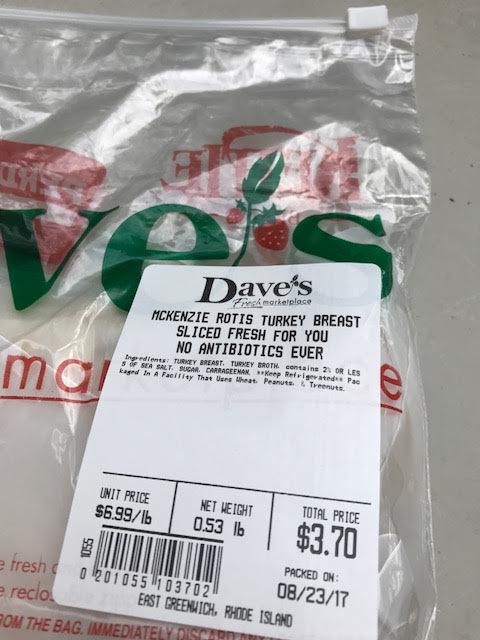 ve's
mar
e
Dave's
Fresh marketplace
MCKENZIE ROTIS TURKEY BREAST
SLICED FRESH FOR YOU
NO ANTIBIOTICS EVER
Ingredients: TURKEY BREAST, TURKEY BROTH, contains 2% OR LES
S OF SEA SALT, SUGAR, CARRAGEENAN. **Keep Refrigerated** Pac
kaged In A Facility That Uses Wheat, Peanuts, & Treenuts.
UNIT PRICE
$6.99/lb
NET WEIGHT
0.53 lb
TOTAL PRICE
$3.70
1055
0 201055 103702
PACKED ON:
08/23/17
EAST GREENWICH, RHODE ISLAND
e fresh
e reclos
ROM THE BAG. IMMEDIATELY DISCARD